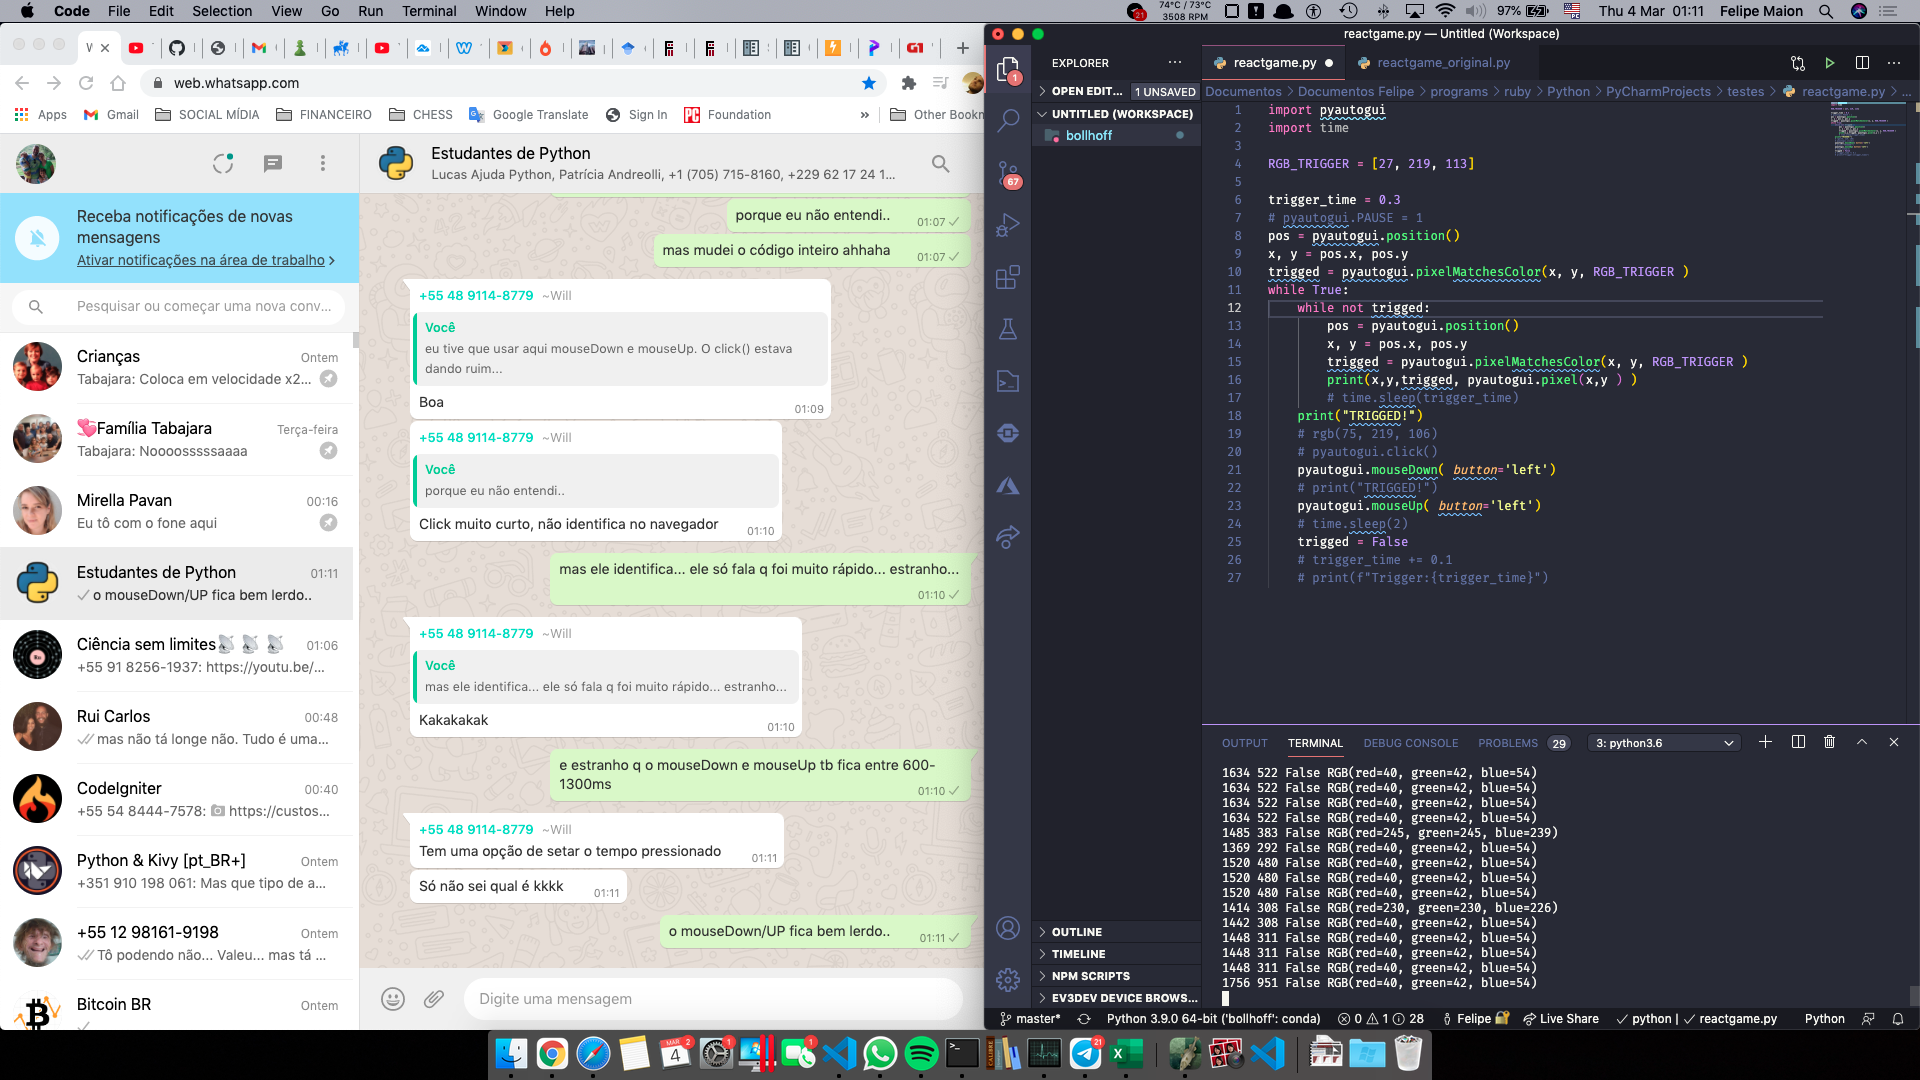 Code File Edit Selection View Go Run Terminal Window Help
21
74°C / 73°C
3508 RPM
97%
Thu 4 Mar 01:11 Felipe Maion
web.whatsapp.com
Apps Gmail SOCIAL MÍDIA FINANCEIRO CHESS Google Translate Sign In Foundation » Other Bookn
Receba notificações de novas
mensagens
Ativar notificações na área de trabalho >
Pesquisar ou começar uma nova conv...
Crianças Ontem
Tabajara: Coloca em velocidade x2...
Família Tabajara Terça-feira
Tabajara: Noooosssssaaaa
Mirella Pavan 00:16
Eu tô com o fone aqui
Estudantes de Python 01:11
o mouseDown/UP fica bem lerdo..
Ciência sem limites 01:06
+55 91 8256-1937: https://youtu.be/...
Rui Carlos 00:48
mas não tá longe não. Tudo é uma...
CodeIgniter 00:40
+55 54 8444-7578: https://custos...
Python & Kivy [pt_BR+] Ontem
+351 910 198 061: Mas que tipo de a...
+55 12 98161-9198 Ontem
Tô podendo não... Valeu... mas tá ...
Bitcoin BR Ontem
Estudantes de Python
Lucas Ajuda Python, Patrícia Andreolli, +1 (705) 715-8160, +229 62 17 24 1...
porque eu não entendi.. 01:07
mas mudei o código inteiro ahhaha 01:07
+55 48 9114-8779 ~Will
Você
eu tive que usar aqui mouseDown e mouseUp. O click() estava
dando ruim...
Boa 01:09
+55 48 9114-8779 ~Will
Você
porque eu não entendi..
Click muito curto, não identifica no navegador 01:10
mas ele identifica... ele só fala q foi muito rápido... estranho...
01:10
+55 48 9114-8779 ~Will
Você
mas ele identifica... ele só fala q foi muito rápido... estranho...
Kakakakak 01:10
e estranho q o mouseDown e mouseUp tb fica entre 600-
1300ms 01:10
+55 48 9114-8779 ~Will
Tem uma opção de setar o tempo pressionado 01:11
Só não sei qual é kkkk 01:11
o mouseDown/UP fica bem lerdo.. 01:11
Digite uma mensagem
reactgame.py — Untitled (Workspace)
1
67
EXPLORER ...
OPEN EDIT... 1 UNSAVED
UNTITLED (WORKSPACE)
bollhoff
OUTLINE
TIMELINE
NPM SCRIPTS
EV3DEV DEVICE BROWS...
reactgame.py reactgame_original.py
Documentos > Documentos Felipe > programs > ruby > Python > PyCharmProjects > testes > reactgame.py > ...
1 import pyautogui
2 import time
3
4 RGB_TRIGGER = [27, 219, 113]
5
6 trigger_time = 0.3
7 # pyautogui.PAUSE = 1
8 pos = pyautogui.position()
9 x, y = pos.x, pos.y
10 trigged = pyautogui.pixelMatchesColor(x, y, RGB_TRIGGER )
11 while True:
12 while not trigged:
13 pos = pyautogui.position()
14 x, y = pos.x, pos.y
15 trigged = pyautogui.pixelMatchesColor(x, y, RGB_TRIGGER )
16 print(x,y,trigged, pyautogui.pixel(x,y ) )
17 # time.sleep(trigger_time)
18 print("TRIGGED!")
19 # rgb(75, 219, 106)
20 # pyautogui.click()
21 pyautogui.mouseDown( button='left')
22 # print("TRIGGED!")
23 pyautogui.mouseUp( button='left')
24 # time.sleep(2)
25 trigged = False
26 # trigger_time += 0.1
27 # print(f"Trigger:{trigger_time}")
OUTPUT TERMINAL DEBUG CONSOLE PROBLEMS 29 3: python3.6
1634 522 False RGB(red=40, green=42, blue=54)
1634 522 False RGB(red=40, green=42, blue=54)
1634 522 False RGB(red=40, green=42, blue=54)
1634 522 False RGB(red=40, green=42, blue=54)
1485 383 False RGB(red=245, green=245, blue=239)
1369 292 False RGB(red=40, green=42, blue=54)
1520 480 False RGB(red=40, green=42, blue=54)
1520 480 False RGB(red=40, green=42, blue=54)
1520 480 False RGB(red=40, green=42, blue=54)
1414 308 False RGB(red=230, green=230, blue=226)
1442 308 False RGB(red=40, green=42, blue=54)
1448 311 False RGB(red=40, green=42, blue=54)
1448 311 False RGB(red=40, green=42, blue=54)
1448 311 False RGB(red=40, green=42, blue=54)
1756 951 False RGB(red=40, green=42, blue=54)
master* Python 3.9.0 64-bit ('bollhoff': conda) 0 1 28 Felipe Live Share python | reactgame.py Python